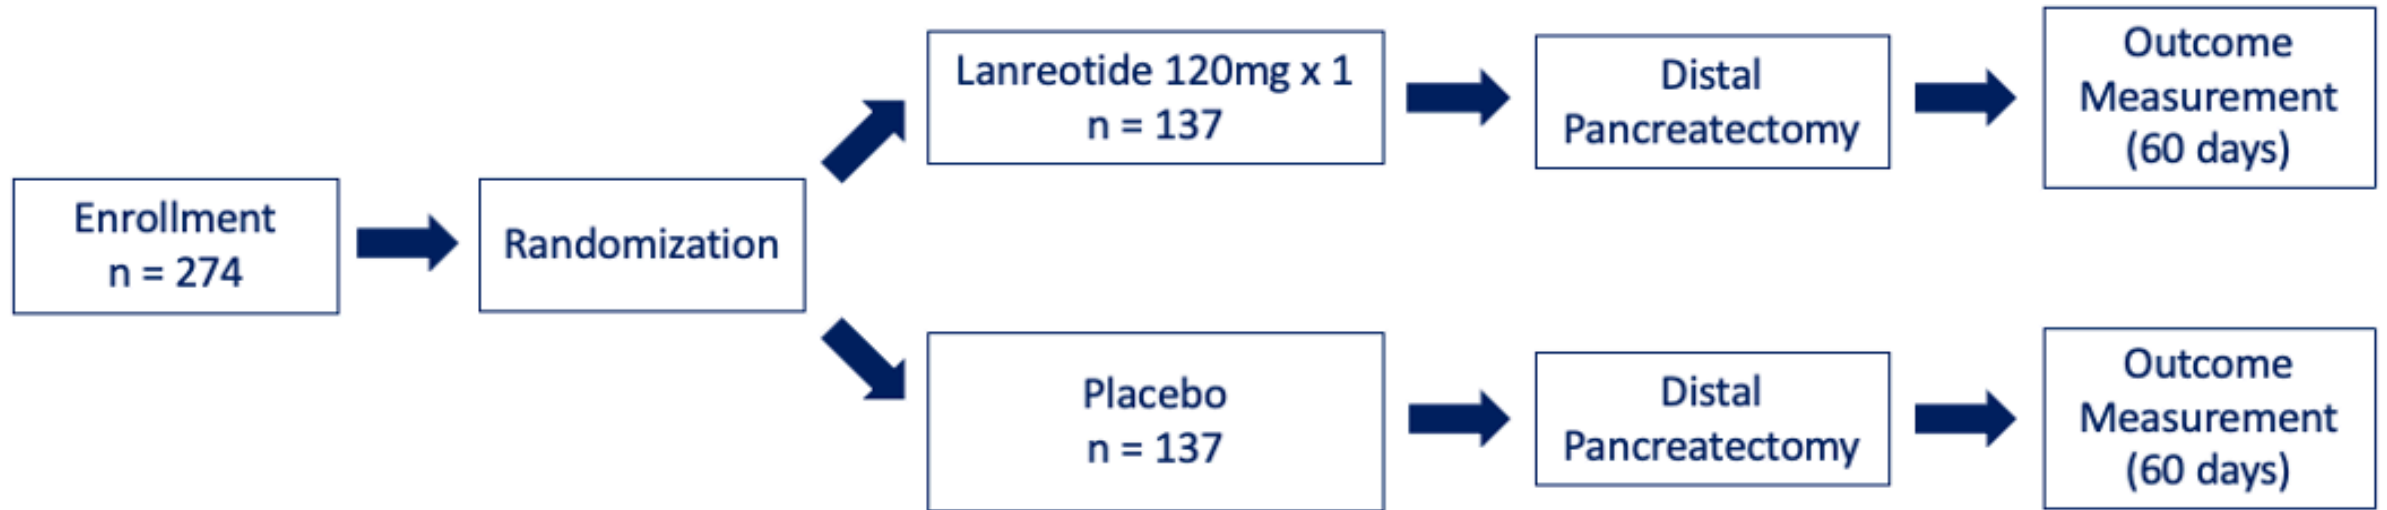 Enrollment
n = 274
Randomization
Lanreotide 120mg x 1
n = 137
Distal
Pancreatectomy
Outcome
Measurement
(60 days)
Placebo
n = 137
Distal
Pancreatectomy
Outcome
Measurement
(60 days)